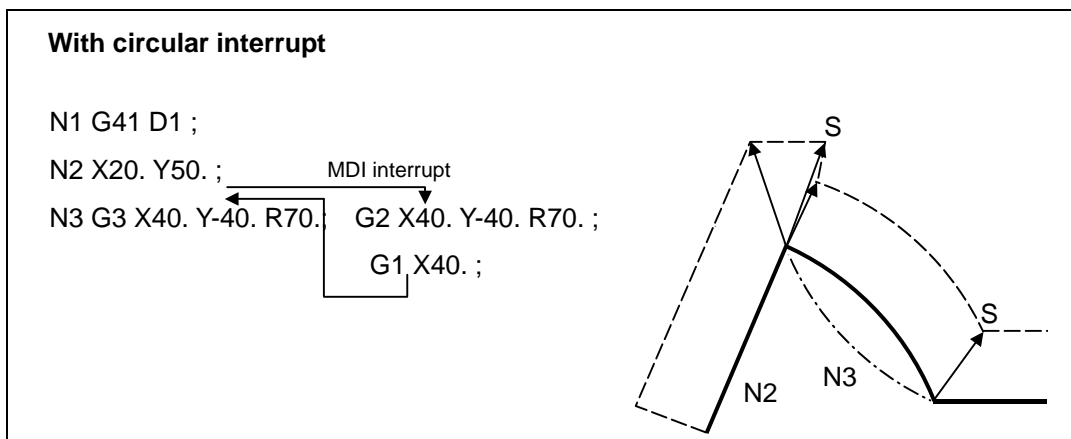 With circular interrupt
N1 G41 D1 ;
N2 X20. Y50. ;
MDI interrupt
N3 G3 X40. Y-40. R70.;
G2 X40. Y-40. R70. ;
G1 X40. ;
S
S
N3
N2